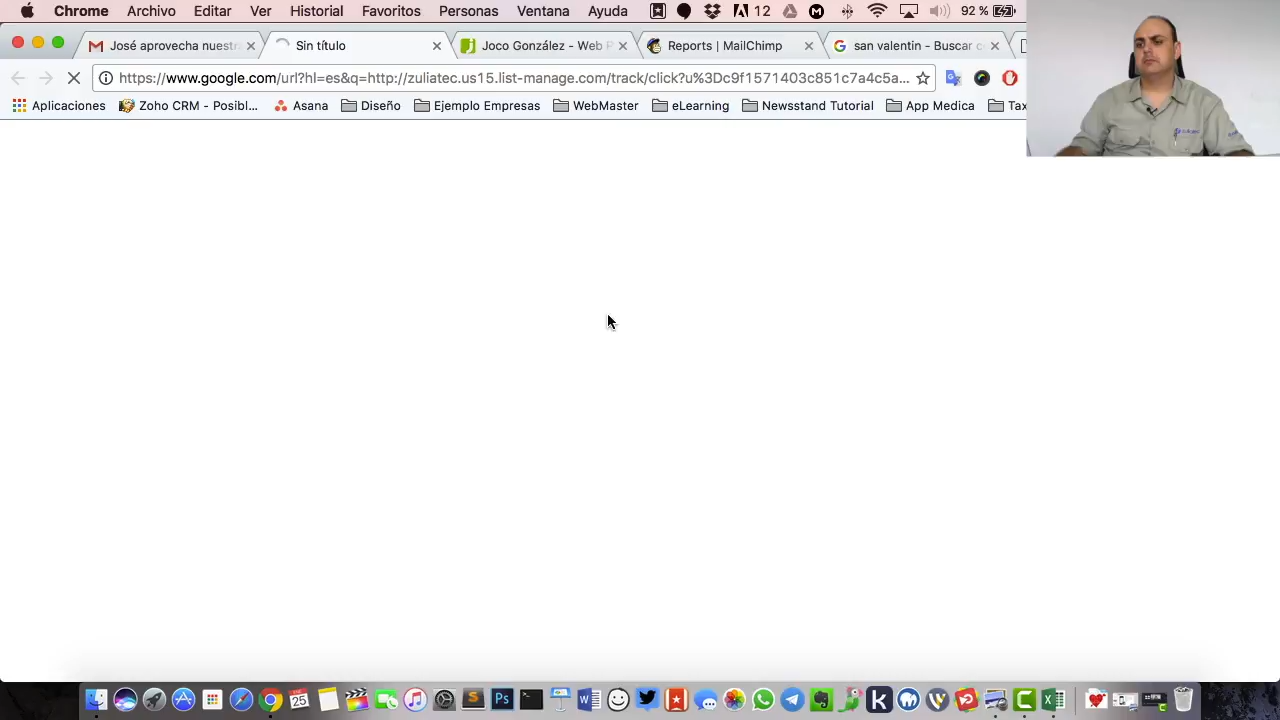 Chrome Archivo Editar Ver Historial Favoritos Personas Ventana Ayuda 12 92 %
José aprovecha nuestr
Sin título
Joco González - Web
Reports | MailChimp
san valentin - Buscar
https://www.google.com/url?hl=es&q=http://zuliatec.us15.list-manage.com/track/click?u%3Dc9f1571403c851c7a4c5a...
Aplicaciones Zoho CRM - Posibl... Asana Diseño Ejemplo Empresas WebMaster eLearning Newsstand Tutorial App Medica Tax
25